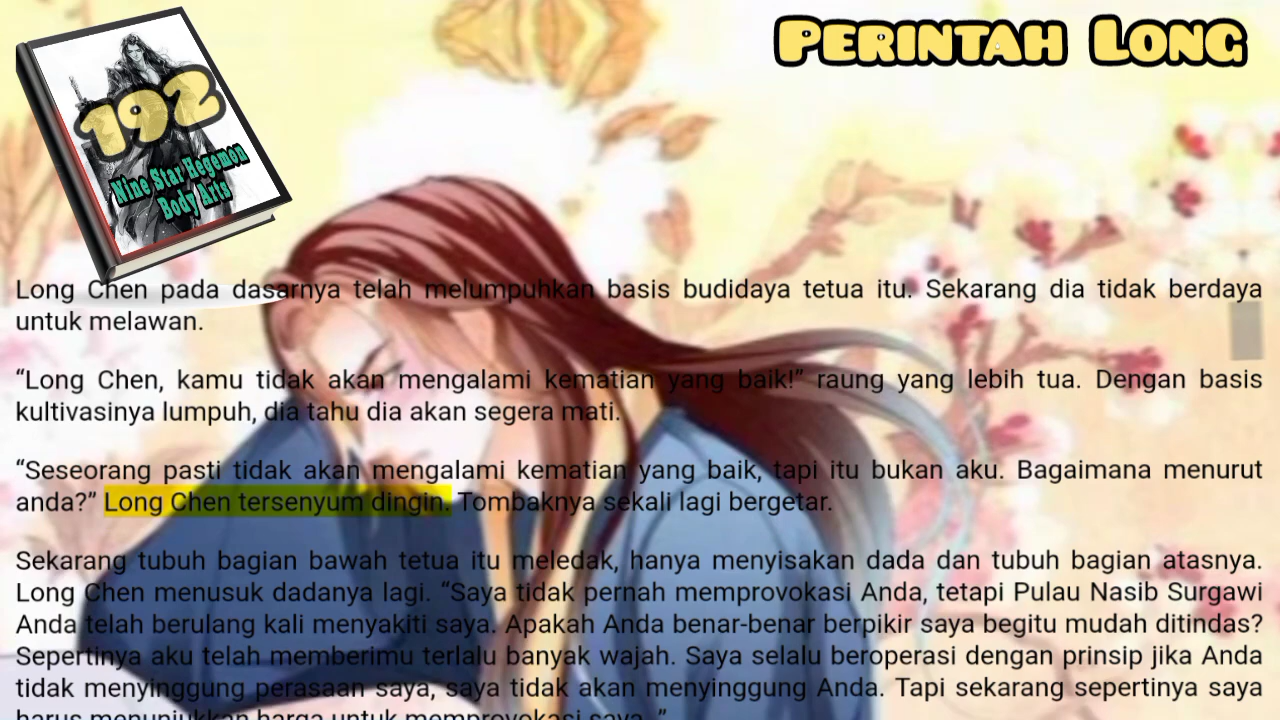 PERINTAH LONG
192
Nine Star Hegemon
Body Arts
Long Chen pada dasarnya telah melumpuhkan basis budidaya tetua itu. Sekarang dia tidak berdaya
untuk melawan.
“Long Chen, kamu tidak akan mengalami kematian yang baik!” raung yang lebih tua. Dengan basis
kultivasinya lumpuh, dia tahu dia akan segera mati.
“Seseorang pasti tidak akan mengalami kematian yang baik, tapi itu bukan aku. Bagaimana menurut
anda?” Long Chen tersenyum dingin. Tombaknya sekali lagi bergetar.
Sekarang tubuh bagian bawah tetua itu meledak, hanya menyisakan dada dan tubuh bagian atasnya.
Long Chen menusuk dadanya lagi. “Saya tidak pernah memprovokasi Anda, tetapi Pulau Nasib Surgawi
Anda telah berulang kali menyakiti saya. Apakah Anda benar-benar berpikir saya begitu mudah ditindas?
Sepertinya aku telah memberimu terlalu banyak wajah. Saya selalu beroperasi dengan prinsip jika Anda
tidak menyinggung perasaan saya, saya tidak akan menyinggung Anda. Tapi sekarang sepertinya saya
harus menunjukkan harga untuk memprovokasi saya. ”